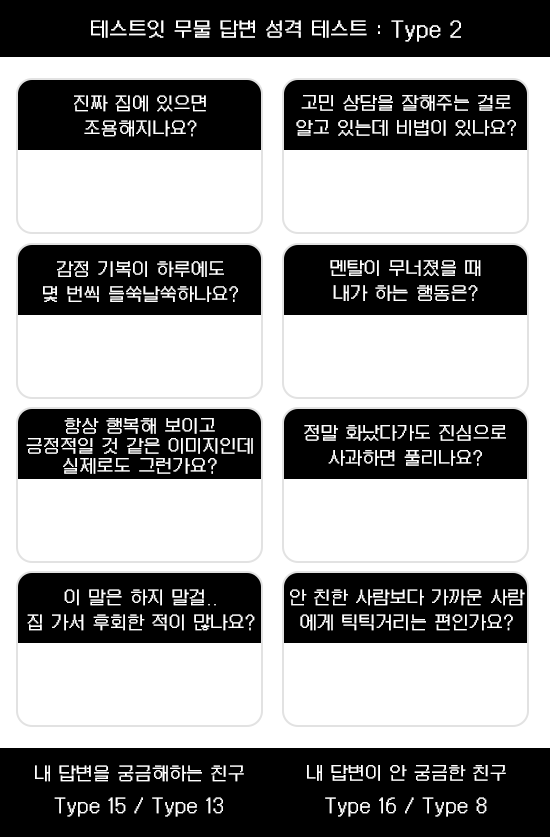 테스트잇 무물 답변 성격 테스트 : Type 2
진짜 집에 있으면
조용해지나요?
고민 상담을 잘해주는 걸로
알고 있는데 비법이 있나요?
감정 기복이 하루에도
몇 번씩 들쑥날쑥하나요?
멘탈이 무너졌을 때
내가 하는 행동은?
항상 행복해 보이고
긍정적일 것 같은 이미지인데
실제로도 그런가요?
정말 화났다가도 진심으로
사과하면 풀리나요?
이 말은 하지 말걸..
집 가서 후회한 적이 많나요?
안 친한 사람보다 가까운 사람
에게 틱틱거리는 편인가요?
내 답변을 궁금해하는 친구
Type 15 / Type 13
내 답변이 안 궁금한 친구
Type 16 / Type 8